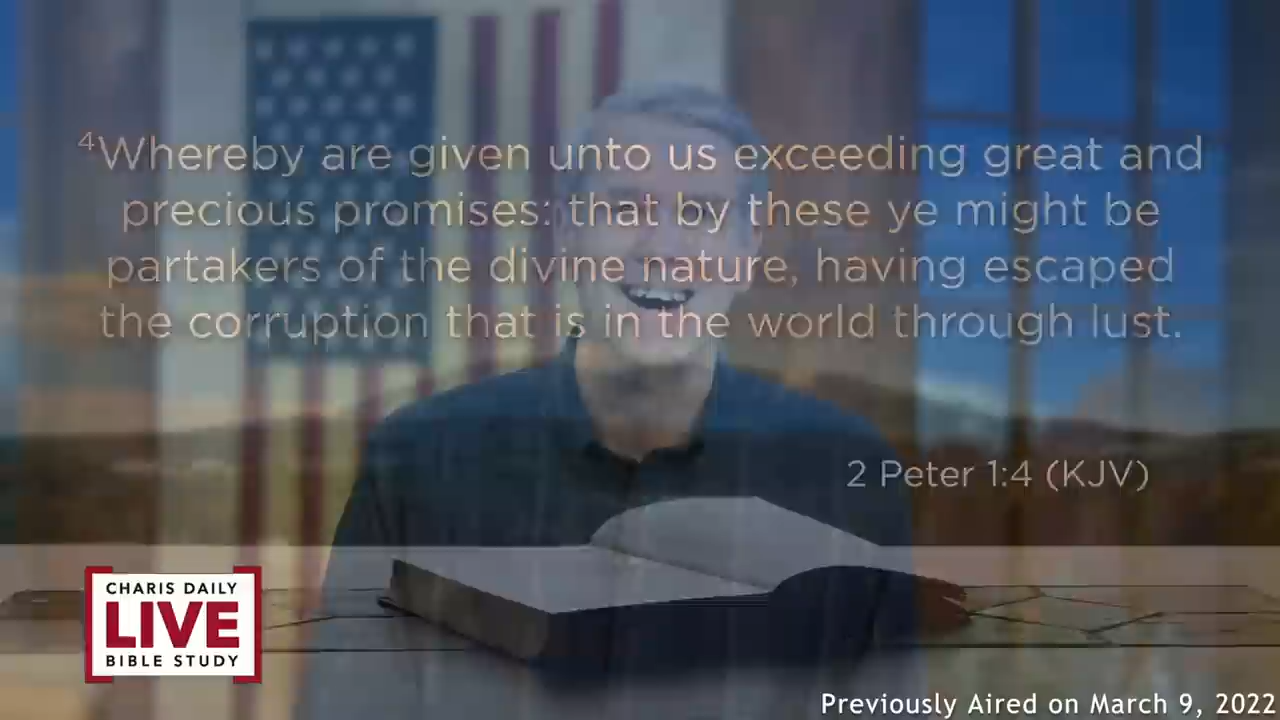 ⁴Whereby are given unto us exceeding great and
precious promises: that by these ye might be
partakers of the divine nature, having escaped
the corruption that is in the world through lust.
2 Peter 1:4 (KJV)
CHARIS DAILY
LIVE
BIBLE STUDY
Previously Aired on March 9, 2022